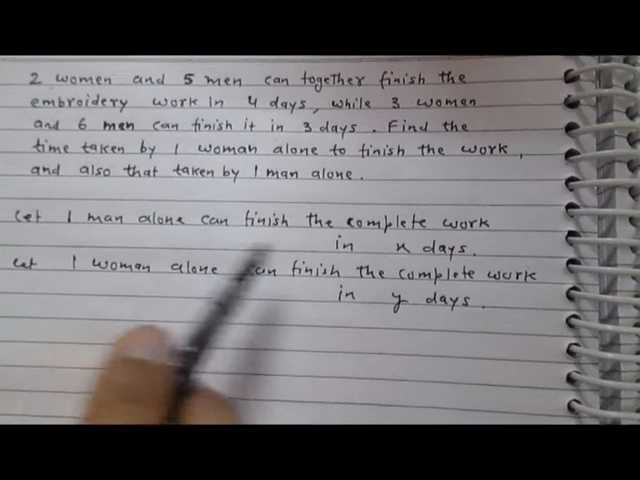 2 women and 5 men can together finish the
embroidery work in 4 days, while 3 women
and 6 men can finish it in 3 days. Find the
time taken by 1 woman alone to finish the work,
and also that taken by 1 man alone.
Let 1 man alone can finish the complete work
in x days.
Let 1 woman alone can finish the complete work
in y days.